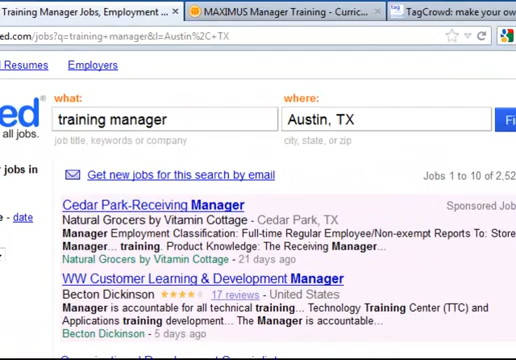 Training Manager Jobs, Employment ...
MAXIMUS Manager Training - Curric...
TagCrowd: make your ow
ed.com/jobs?q=training+manager&l=Austin%2C+TX
Resumes
Employers
what:
where:
ed
training manager
Austin, TX
Fi
all jobs.
job title, keywords or company
city, state, or zip
jobs in
Get new jobs for this search by email
Jobs 1 to 10 of 2,52
Cedar Park-Receiving Manager
Sponsored Job
Natural Grocers by Vitamin Cottage - Cedar Park, TX
e - date
Manager Employment Classification: Full-time Regular Employee/Non-exempt Reports To: Store
Manager... training. Product Knowledge: The Receiving Manager...
Natural Grocers by Vitamin Cottage - 21 days ago
WW Customer Learning & Development Manager
Becton Dickinson 17 reviews - United States
Manager is accountable for all technical training... Technology Training Center (TTC) and
Applications training development... The Manager is accountable...
Becton Dickinson - 5 days ago